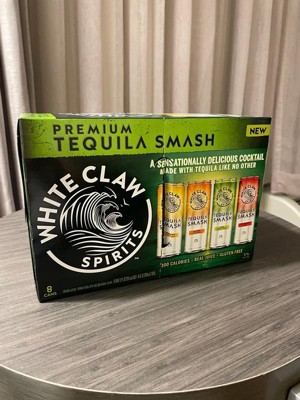 PREMIUM
TEQUILA SMASH
NEW
A SENSATIONALLY DELICIOUS COCKTAIL
MADE WITH TEQUILA LIKE NO OTHER
WHITE CLAW
SPIRITS
TEQUILA
SMASH
TEQUILA
SMASH
TEQUILA
SMASH
TEQUILA
SMASH
100 CALORIES • REAL JUICE • GLUTEN FREE
8
CANS